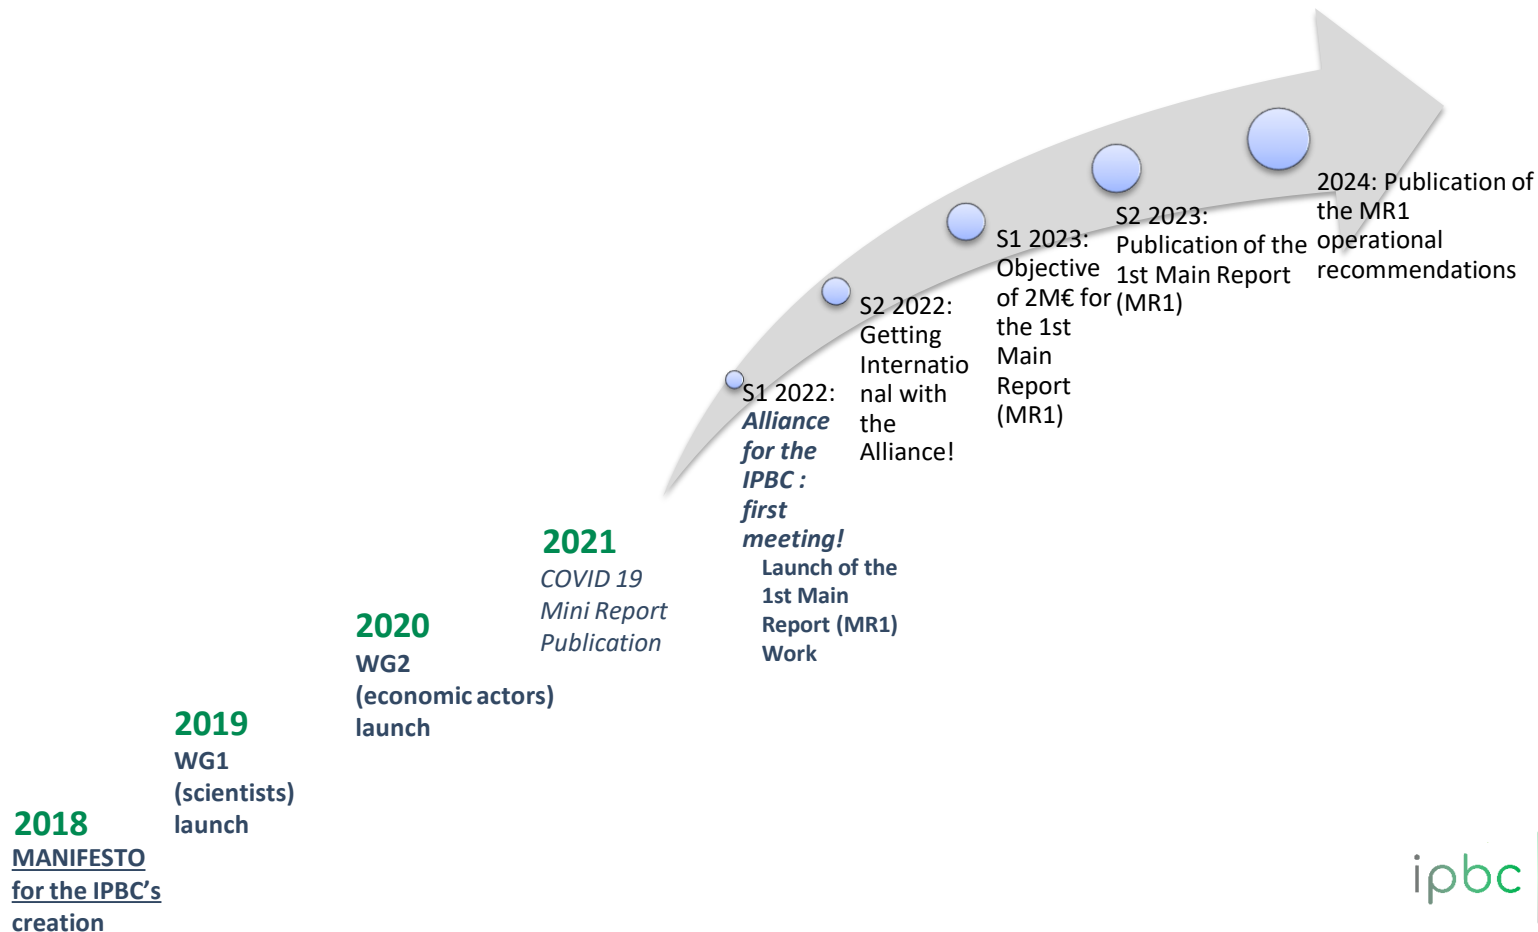 2018
MANIFESTO
for the IPBC's
creation
2019
WG1
(scientists)
launch
2020
WG2
(economic actors)
launch
2021
COVID 19
Mini Report
Publication
S1 2022:
Alliance
for the
IPBC :
first
meeting!
Launch of the
1st Main
Report (MR1)
Work
S2 2022:
Getting
Internatio
nal with
the
Alliance!
S1 2023:
Objective
of 2M€ for
the 1st
Main
Report
(MR1)
S2 2023:
Publication of the
1st Main Report
(MR1)
2024: Publication of
the MR1
operational
recommendations
ipbc